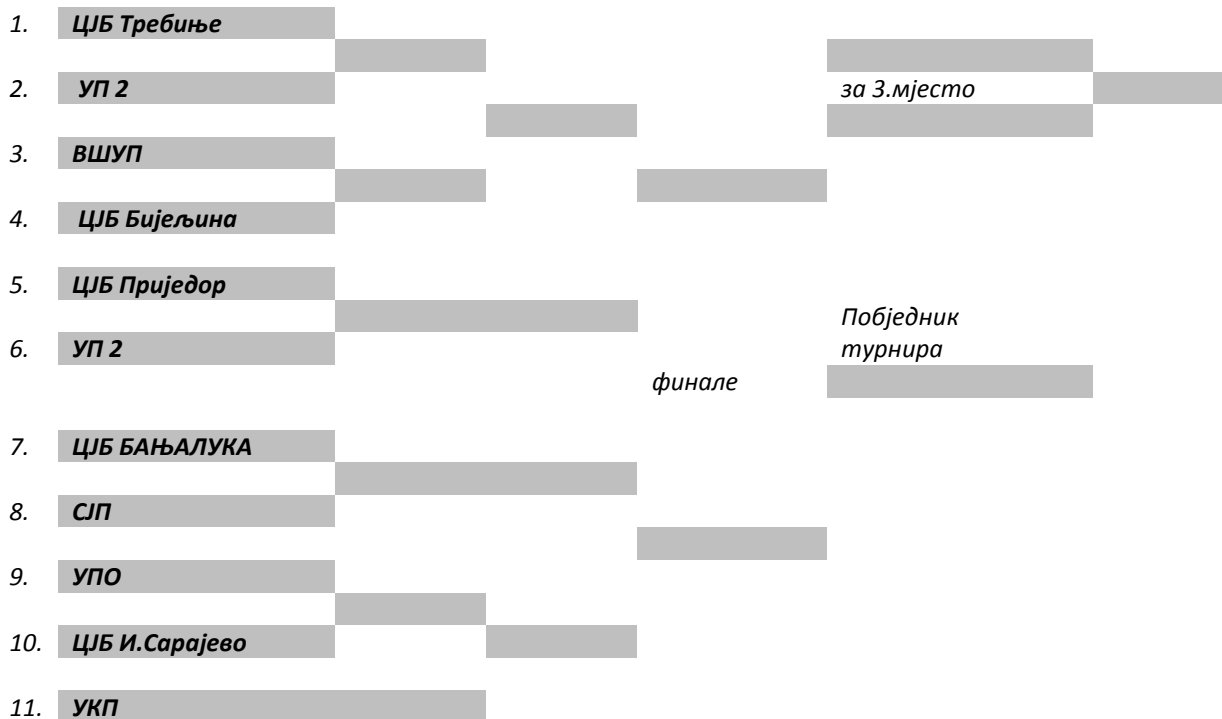 1. ЦЈБ Требиње
2. УП 2 за 3.мјесто
3. ВШУП
4. ЦЈБ Бијељина
5. ЦЈБ Приједор
Побједник
6. УП 2 турнира
финале
7. ЦЈБ БАЊАЛУКА
8. СЈП
9. УПО
10. ЦЈБ И.Сарајево
11. УКП